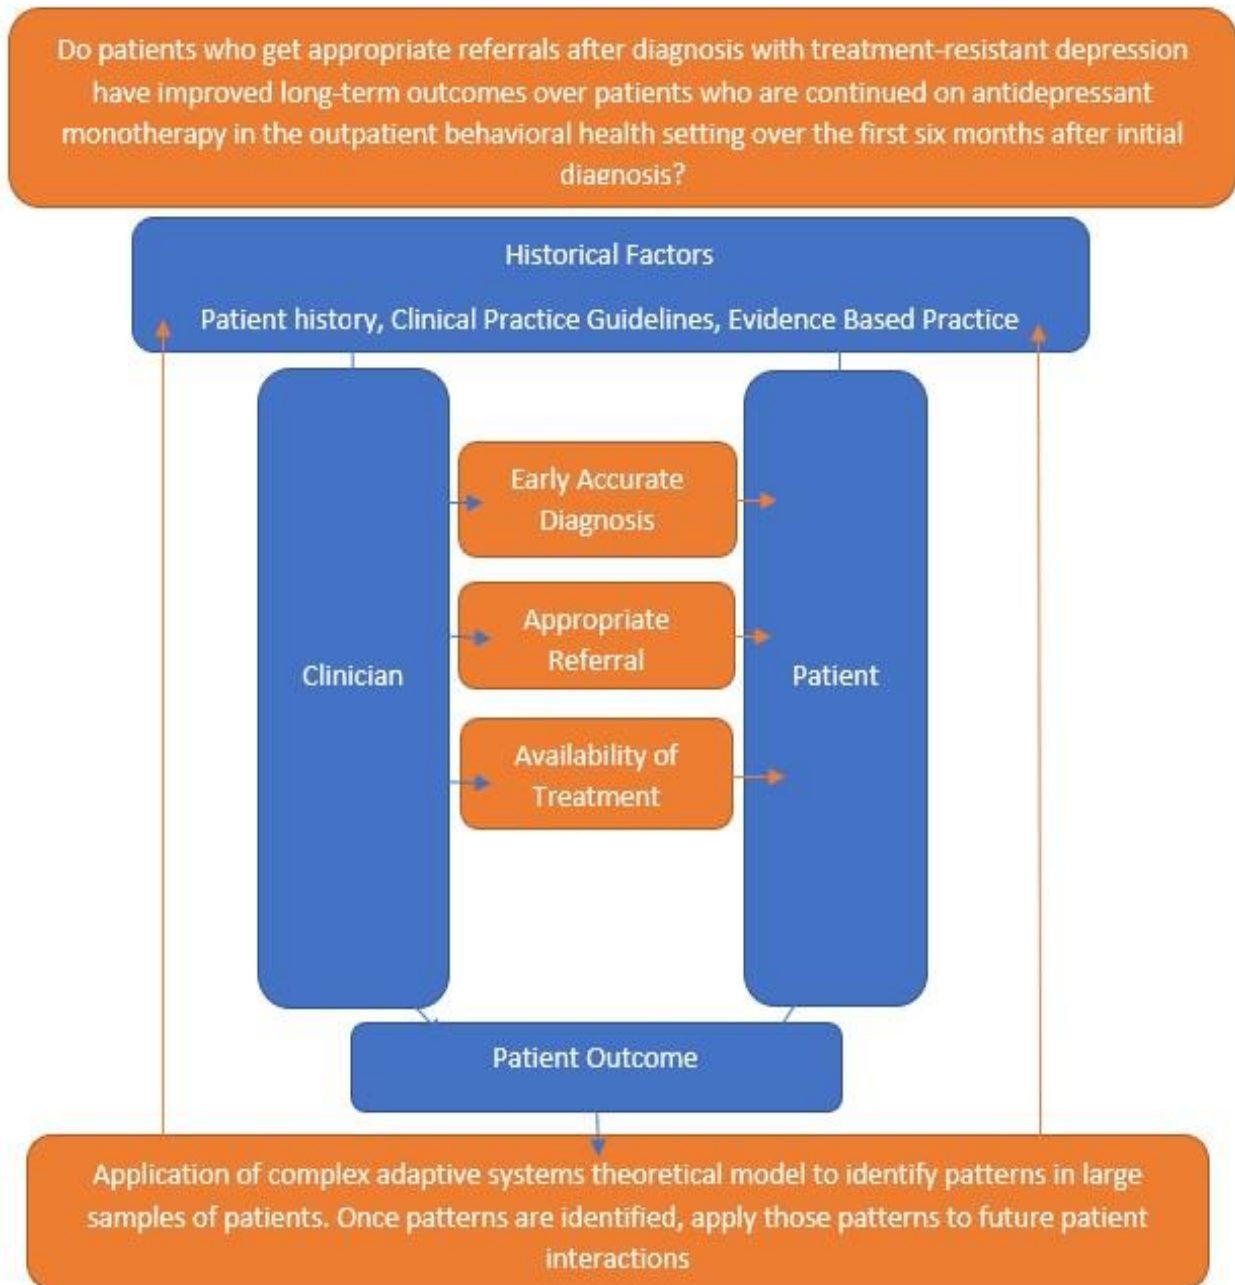 Do patients who get appropriate referrals after diagnosis with treatment-resistant depression
have improved long-term outcomes over patients who are continued on antidepressant
monotherapy in the outpatient behavioral health setting over the first six months after initial
diagnosis?
Historical Factors
Patient history, Clinical Practice Guidelines, Evidence Based Practice
Clinician
Early Accurate
Diagnosis
Appropriate
Referral
Availability of
Treatment
Patient
Patient Outcome
Application of complex adaptive systems theoretical model to identify patterns in large
samples of patients. Once patterns are identified, apply those patterns to future patient
interactions